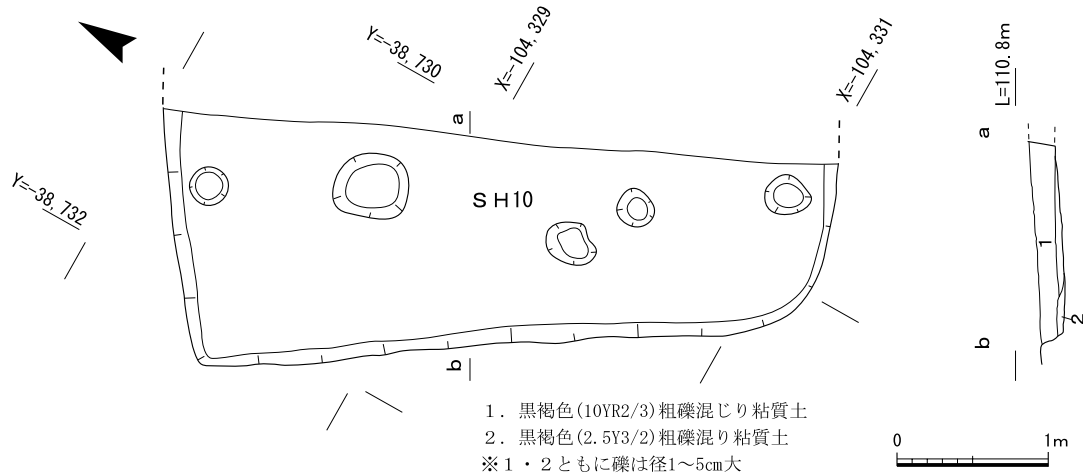 Y=-38,730
X=-104,329
X=-104,331
L=110.8m
a
a
Y=-38,732
SH10
1
2
b
b
1. 黒褐色(10YR2/3)粗礫混じり粘質土
2. 黒褐色(2.5Y3/2)粗礫混り粘質土
※1・2ともに礫は径1～5㎝大
0 1m